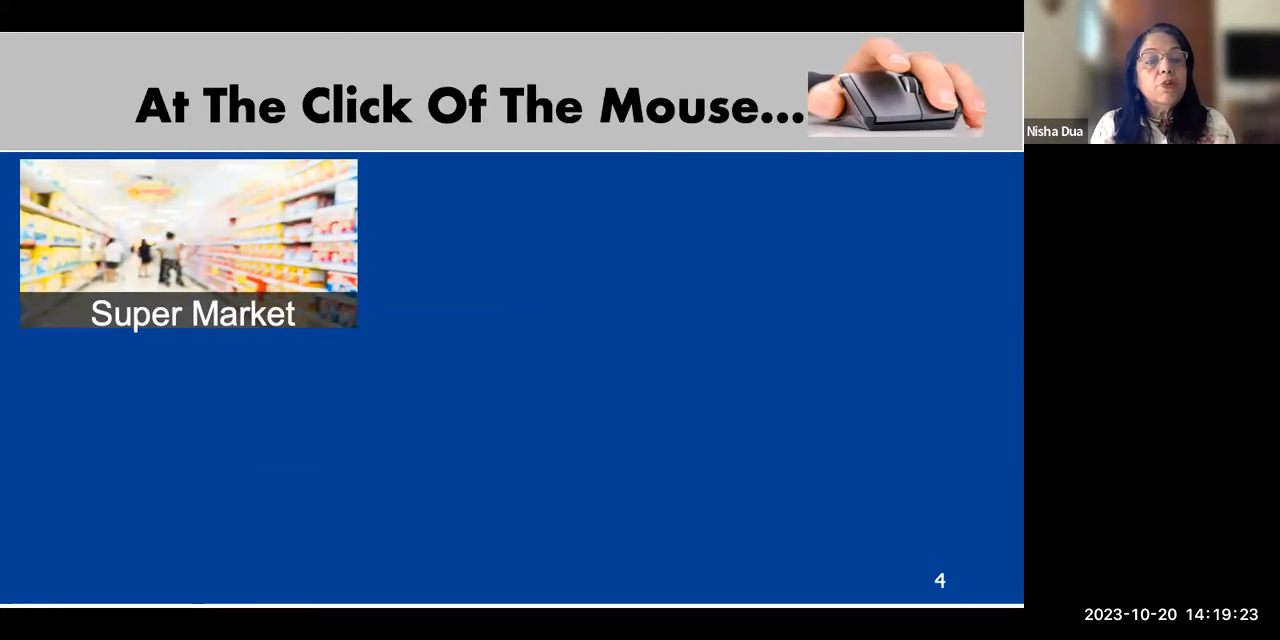 At The Click Of The Mouse...
Nisha Dua
Super Market
4
2023-10-20 14:19:23